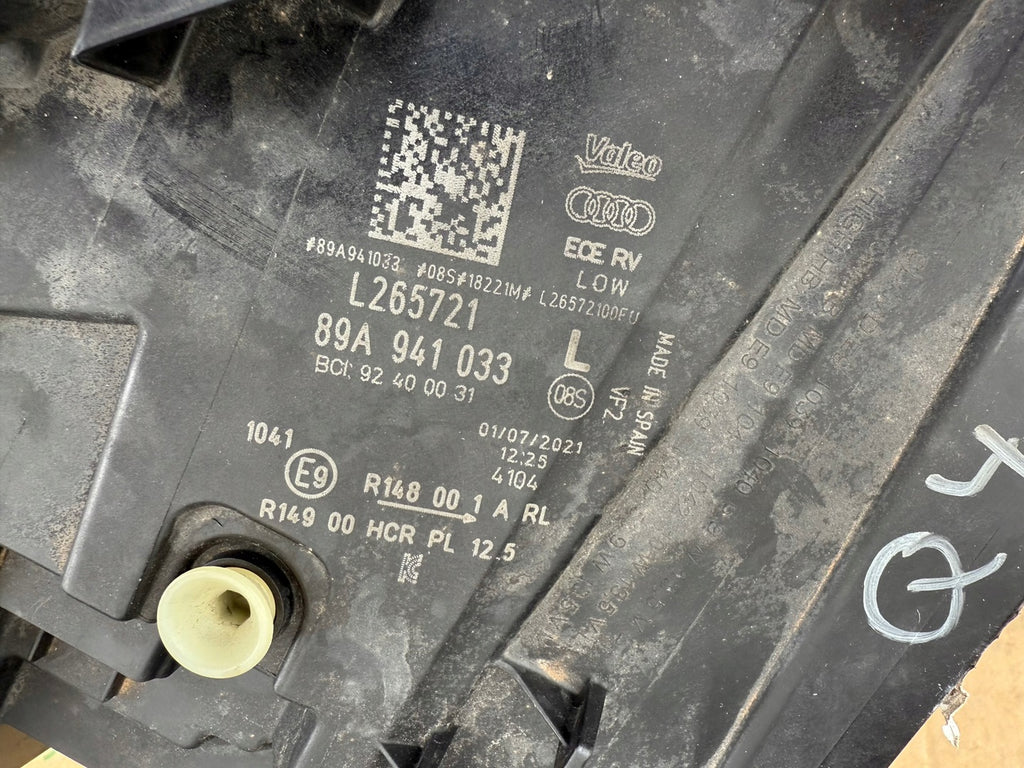 Valeo
ECE RV
LOW
#89A941033 #08S#18221M# L26572100EU
L265721
89A 941 033
BCI: 92 40 00 31
L
08S
VF2
MADE IN SPAIN
01/07/2021
12:25
4104
1041
E9
R148 00 1 A RL
R149 00 HCR PL 12.5
K
Q4